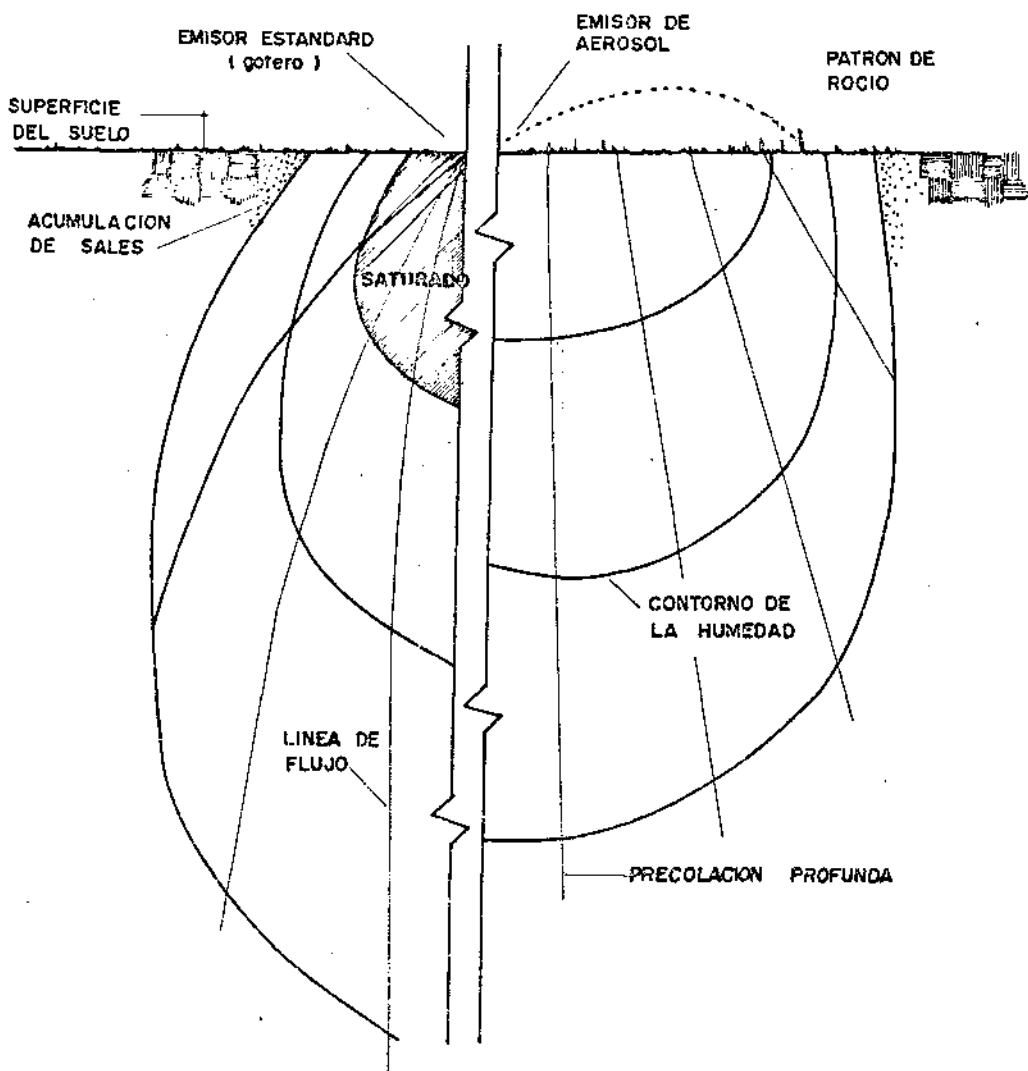 EMISOR ESTANDARD
( gotero )
EMISOR DE
AEROSOL
PATRON DE
ROCIO
SUPERFICIE
DEL SUELO
ACUMULACION
DE SALES
SATURADO
CONTORNO DE
LA HUMEDAD
LINEA DE
FLUJO
PRECOLACION PROFUNDA